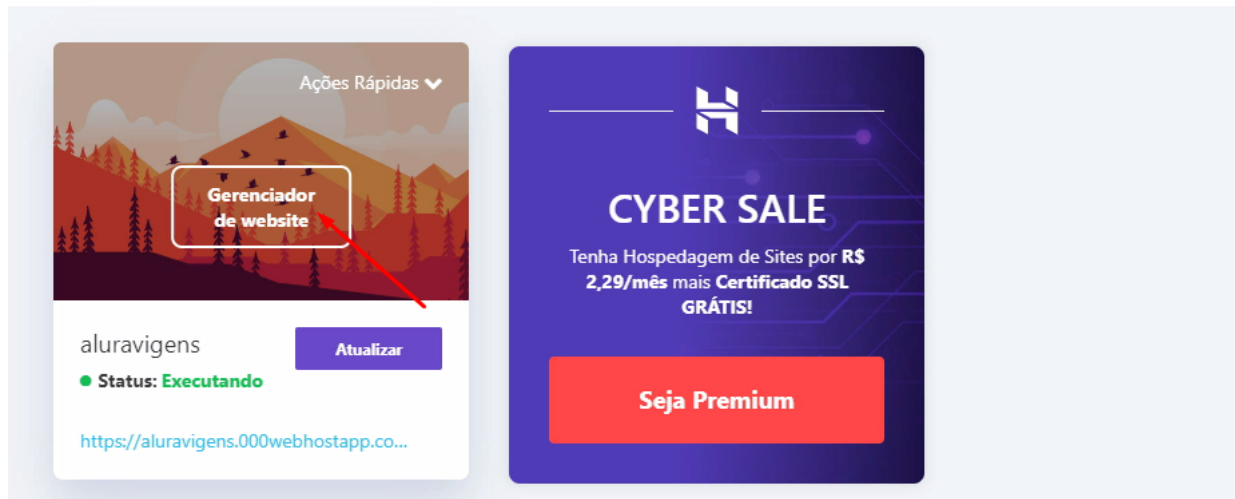 Ações Rápidas
Gerenciador
de website
aluravigens
Atualizar
Status: Executando
https://aluravigens.000webhostapp.co...
CYBER SALE
Tenha Hospedagem de Sites por R$
2,29/mês mais Certificado SSL
GRÁTIS!
Seja Premium